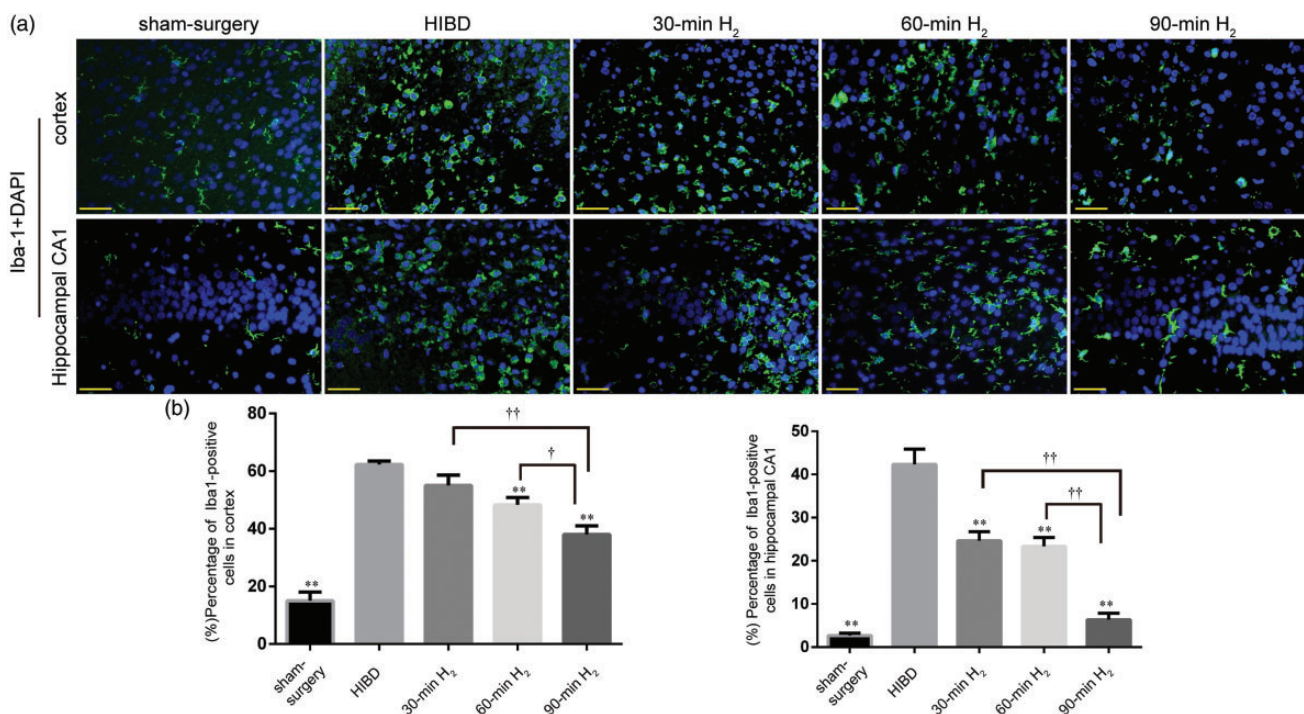 (a)
sham-surgery HIBD 30-min H₂ 60-min H₂ 90-min H₂
Iba-1+DAPI
cortex
Hippocampal CA1
(b)
(%)Percentage of Iba1-positive
cells in cortex
80
60
40
20
0
**
**
**
††
†
sham-
surgery
HIBD
30-min H₂
60-min H₂
90-min H₂
(%) Percentage of Iba1-positive
cells in hippocampal CA1
50
40
30
20
10
0
**
**
**
**
††
††
sham-
surgery
HIBD
30-min H₂
60-min H₂
90-min H₂